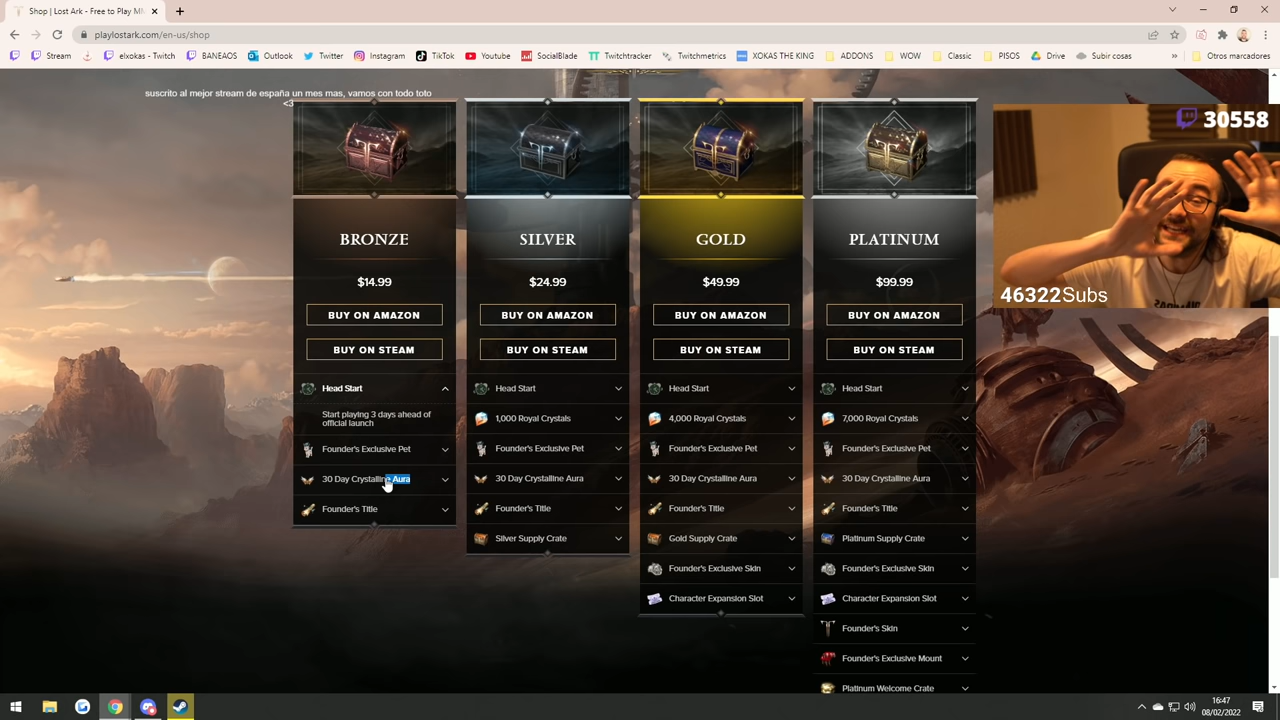 Shop | Lost Ark - Free to Play M
playlostark.com/en-us/shop
Gmail
Stream
elxokas - Twitch
BANEAOS
Outlook
Twitter
Instagram
TikTok
Youtube
SocialBlade
Twitchtracker
Twitchmetrics
XOKAS THE KING
ADDONS
WOW
Classic
PISOS
Drive
Subir cosas
Otros marcadores
suscrito al mejor stream de españa un mes mas, vamos con todo toto
<3
30558
46322Subs
BRONZE
$14.99
BUY ON AMAZON
BUY ON STEAM
Head Start
Start playing 3 days ahead of
official launch
Founder's Exclusive Pet
30 Day Crystalline Aura
Founder's Title
SILVER
$24.99
BUY ON AMAZON
BUY ON STEAM
Head Start
1,000 Royal Crystals
Founder's Exclusive Pet
30 Day Crystalline Aura
Founder's Title
Silver Supply Crate
GOLD
$49.99
BUY ON AMAZON
BUY ON STEAM
Head Start
4,000 Royal Crystals
Founder's Exclusive Pet
30 Day Crystalline Aura
Founder's Title
Gold Supply Crate
Founder's Exclusive Skin
Character Expansion Slot
PLATINUM
$99.99
BUY ON AMAZON
BUY ON STEAM
Head Start
7,000 Royal Crystals
Founder's Exclusive Pet
30 Day Crystalline Aura
Founder's Title
Platinum Supply Crate
Founder's Exclusive Skin
Character Expansion Slot
Founder's Skin
Founder's Exclusive Mount
Platinum Welcome Crate
16:47
08/02/2022